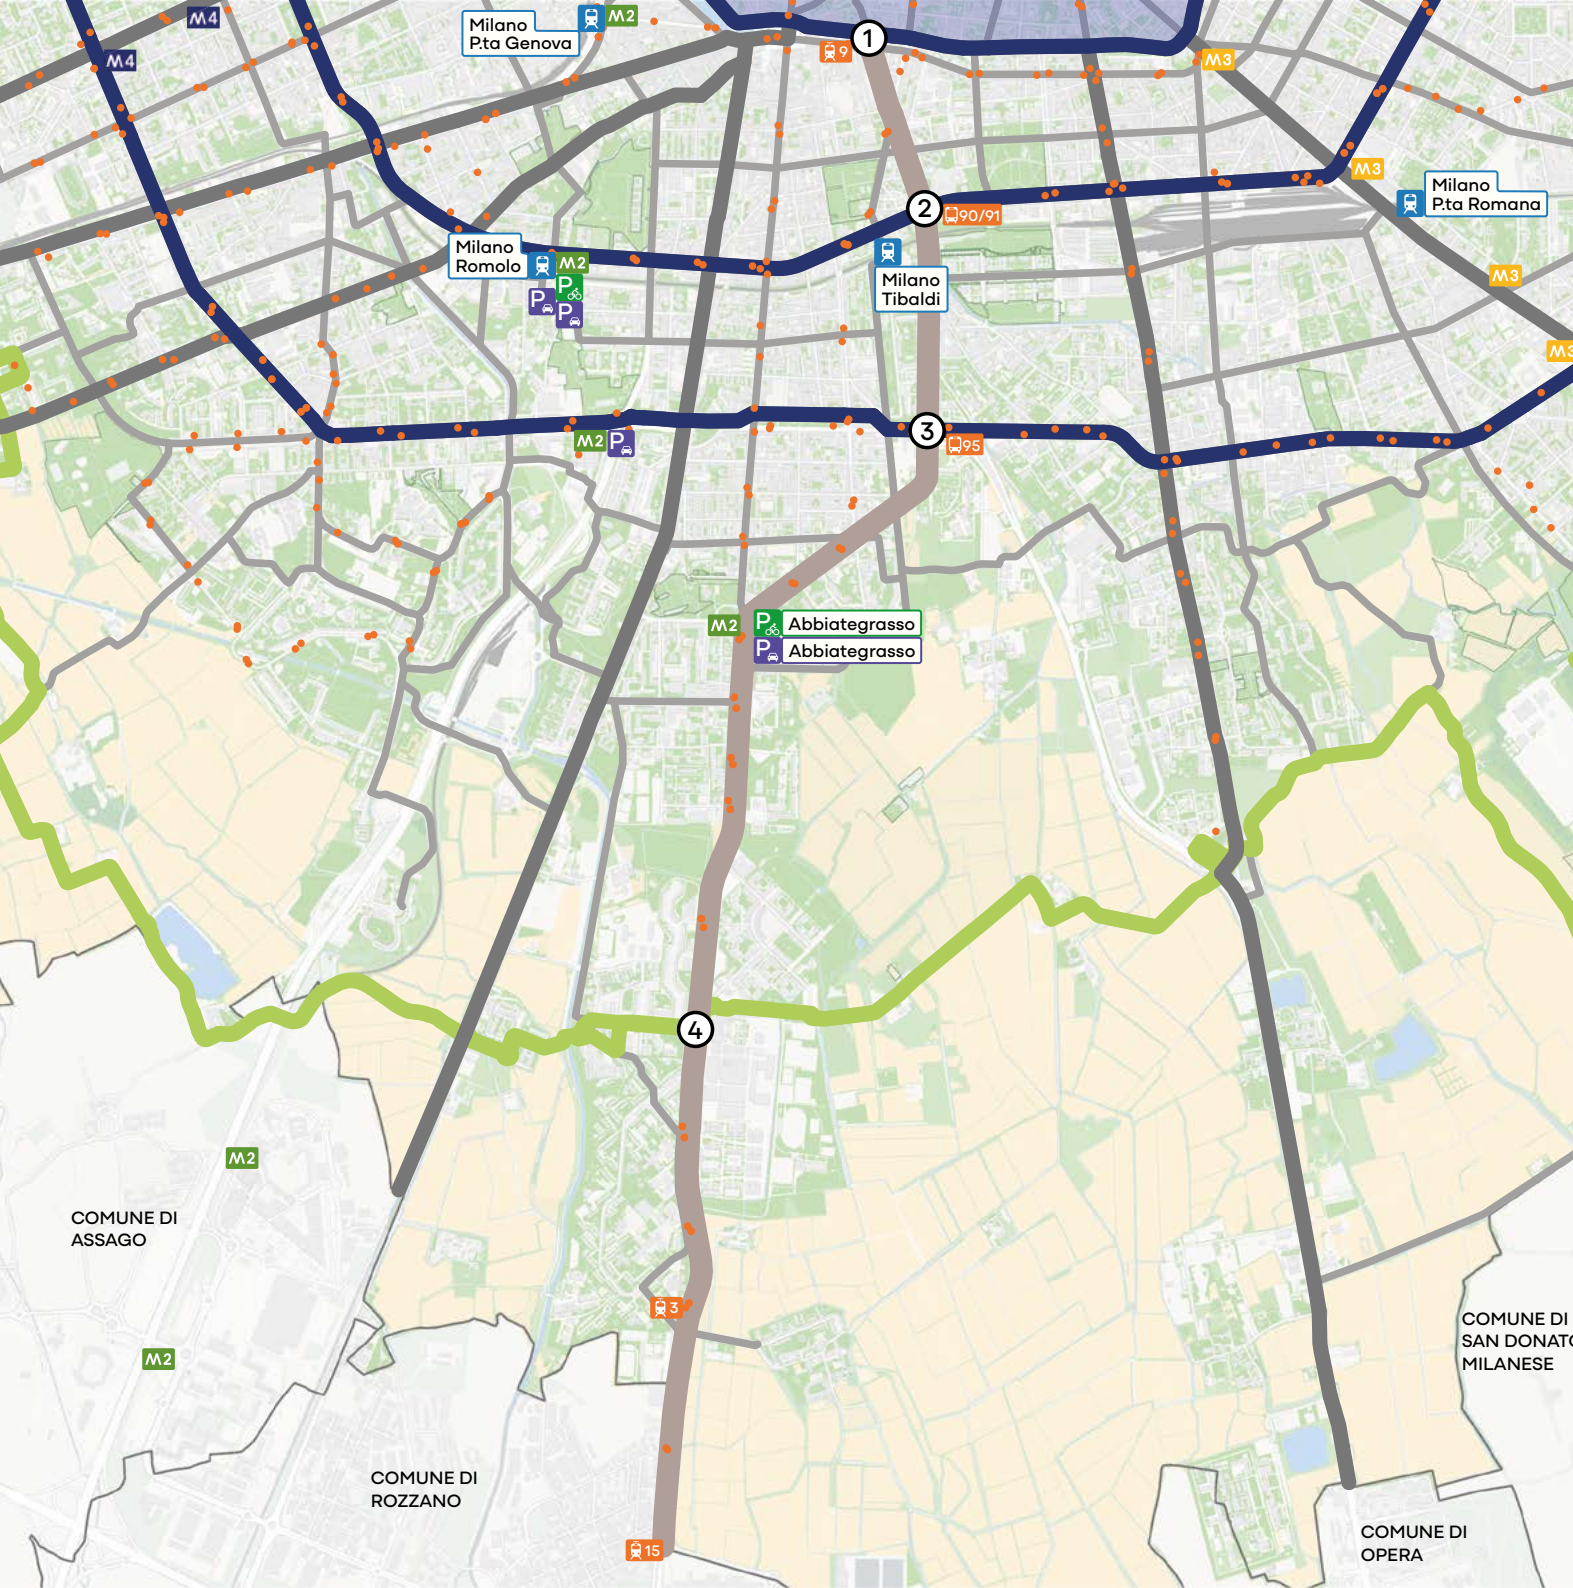 M4
Milano
P.ta Genova
M2
1
9
M4
M3
M3
Milano
P.ta Romana
2
90/91
Milano
Romolo
M2
P
P
P
Milano
Tibaldi
M3
M3
3
M2
P
95
M2
P
Abbiategrasso
P
Abbiategrasso
4
M2
COMUNE DI
ASSAGO
3
M2
COMUNE DI
SAN DONATO
MILANESE
COMUNE DI
ROZZANO
15
COMUNE DI
OPERA